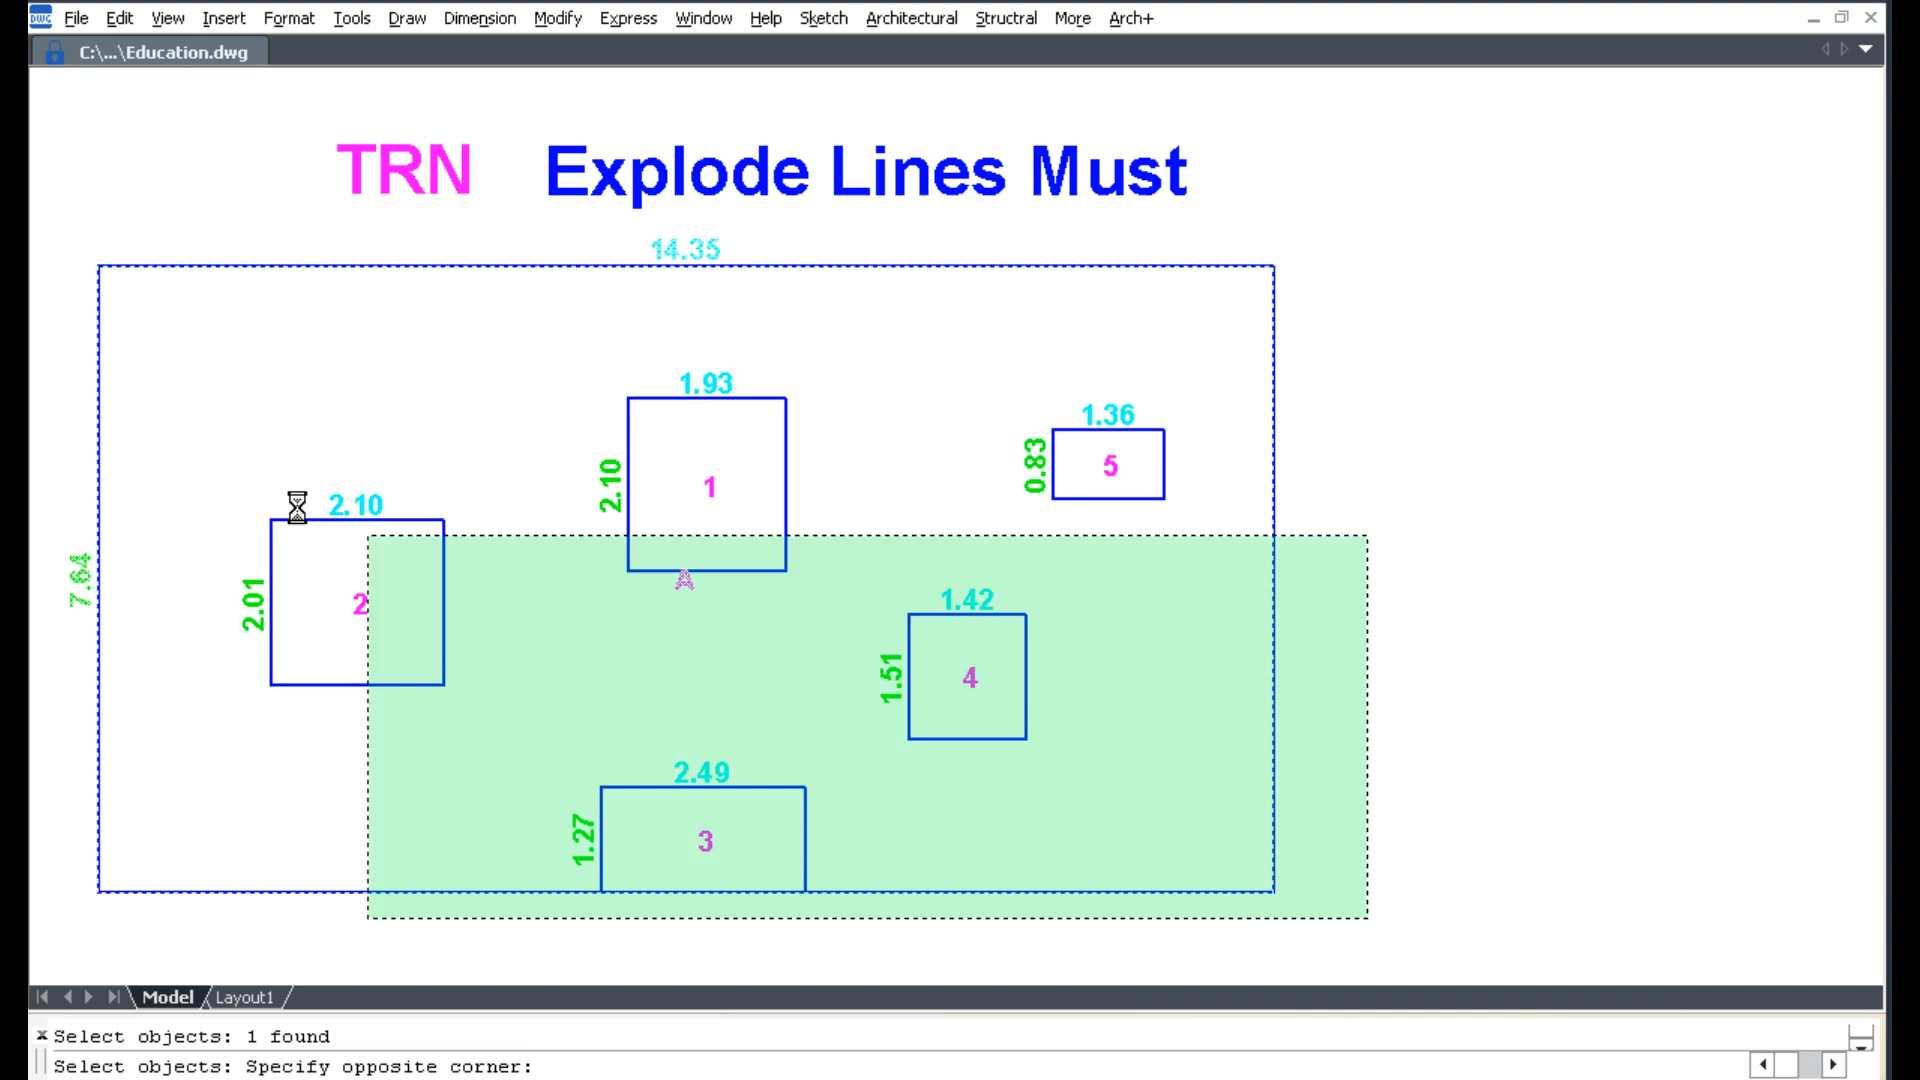 File Edit View Insert Format Tools Draw Dimension Modify Express Window Help Sketch Architectural Structral More Arch+
DWG
C:\...\Education.dwg
TRN Explode Lines Must
14.35
1.93
1.36
0.83
5
2.10
1
2.10
7.64
2.01
2
A
1.42
1.51
4
2.49
1.27
3
Model Layout1
Select objects: 1 found
Select objects: Specify opposite corner: